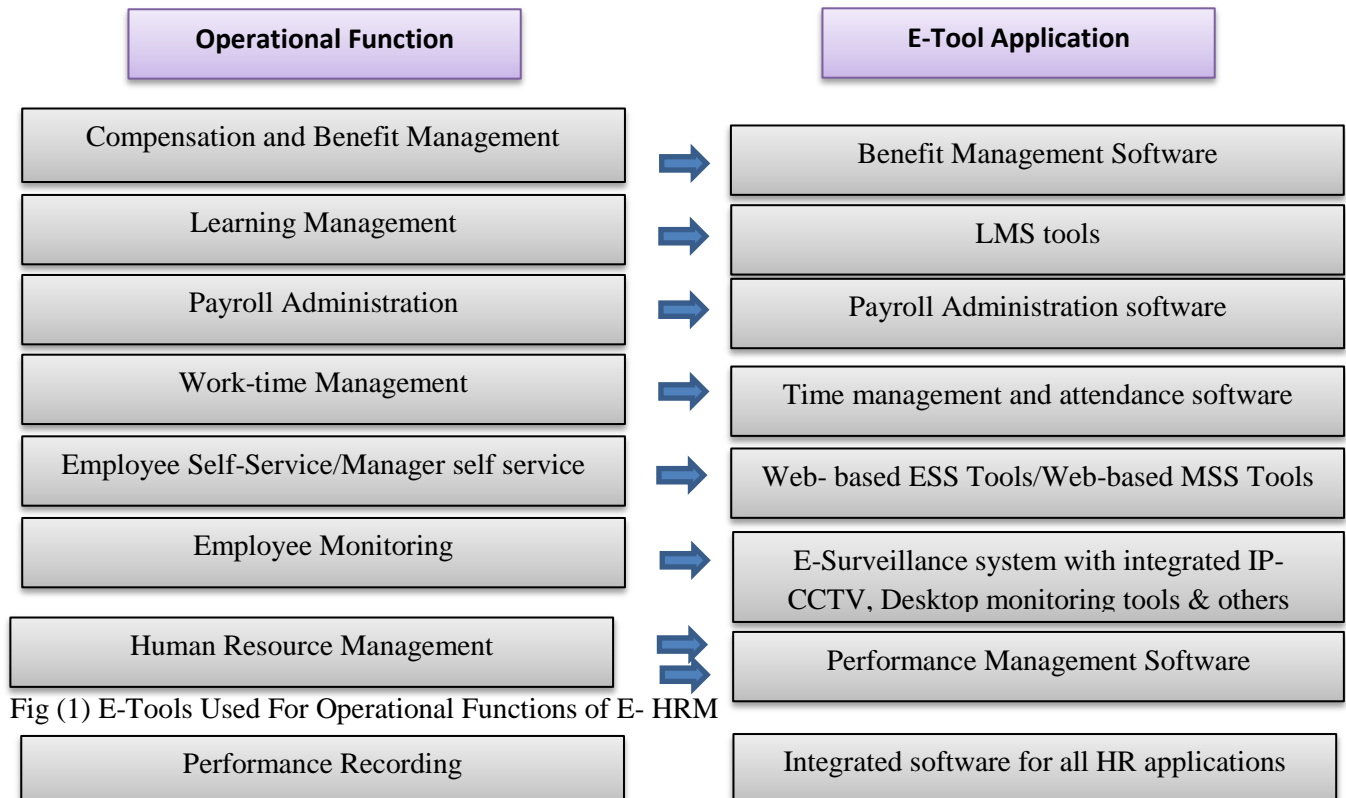 Operational Function
E-Tool Application
Compensation and Benefit Management
Benefit Management Software
Learning Management
LMS tools
Payroll Administration
Payroll Administration software
Work-time Management
Time management and attendance software
Employee Self-Service/Manager self service
Web- based ESS Tools/Web-based MSS Tools
Employee Monitoring
E-Surveillance system with integrated IP-
CCTV, Desktop monitoring tools & others
Human Resource Management
Performance Management Software
Fig (1) E-Tools Used For Operational Functions of E- HRM
Performance Recording
Integrated software for all HR applications